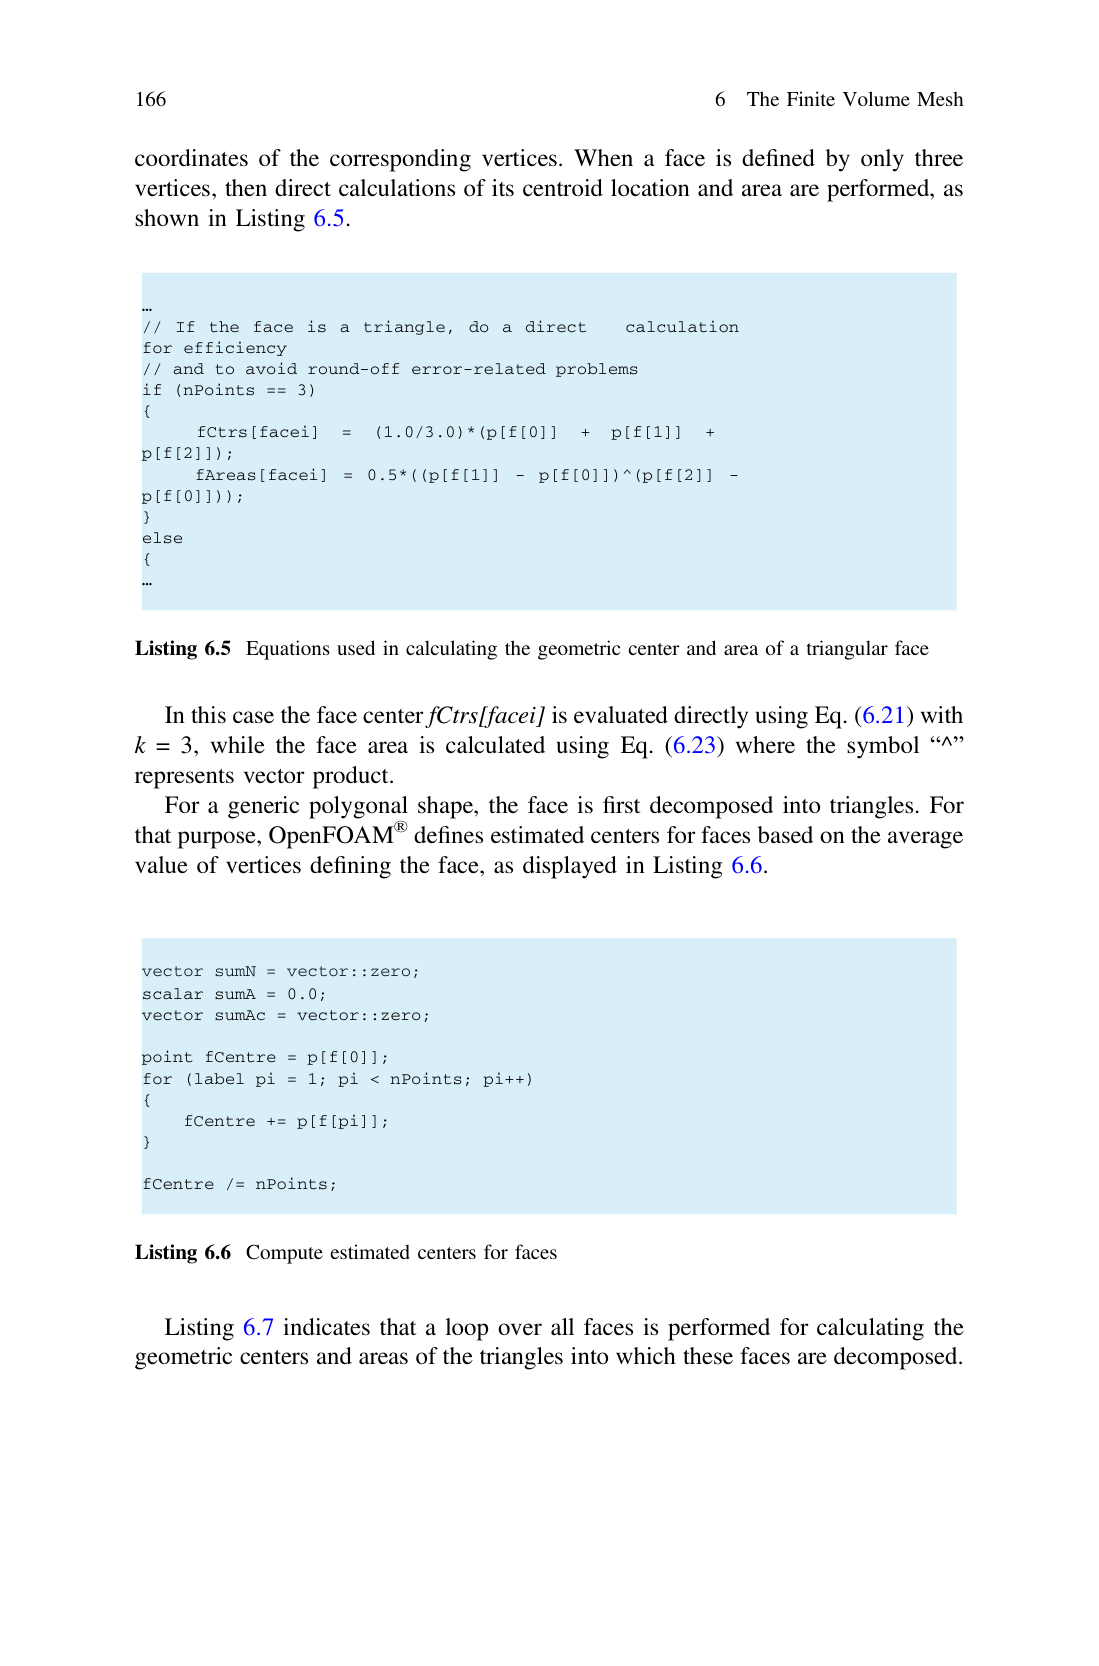 166 6 The Finite Volume Mesh
coordinates of the corresponding vertices. When a face is defined by only three
vertices, then direct calculations of its centroid location and area are performed, as
shown in Listing 6.5.
…
// If the face is a triangle, do a direct calculation
for efficiency
// and to avoid round-off error-related problems
if (nPoints == 3)
{
fCtrs[facei] = (1.0/3.0)*(p[f[0]] + p[f[1]] +
p[f[2]]);
fAreas[facei] = 0.5*((p[f[1]] - p[f[0]])^(p[f[2]] -
p[f[0]]));
}
else
{
…
Listing 6.5 Equations used in calculating the geometric center and area of a triangular face
In this case the face center fCtrs[facei] is evaluated directly using Eq. (6.21) with
k = 3, while the face area is calculated using Eq. (6.23) where the symbol “^”
represents vector product.
For a generic polygonal shape, the face is first decomposed into triangles. For
that purpose, OpenFOAM® defines estimated centers for faces based on the average
value of vertices defining the face, as displayed in Listing 6.6.
vector sumN = vector::zero;
scalar sumA = 0.0;
vector sumAc = vector::zero;
point fCentre = p[f[0]];
for (label pi = 1; pi < nPoints; pi++)
{
fCentre += p[f[pi]];
}
fCentre /= nPoints;
Listing 6.6 Compute estimated centers for faces
Listing 6.7 indicates that a loop over all faces is performed for calculating the
geometric centers and areas of the triangles into which these faces are decomposed.